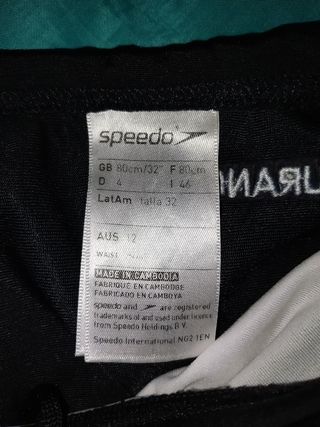 speedo
GB 80cm/32" F 80cm
D 4 I 46
LatAm talla 32
AUS 12
WAIST
MADE IN CAMBODIA
FABRIQUE EN CAMBODGE
FABRICADO EN CAMBOYA
speedo and are registered
trademarks of and used under licence
from Speedo Holdings B.V.
Speedo International NG2 1EN